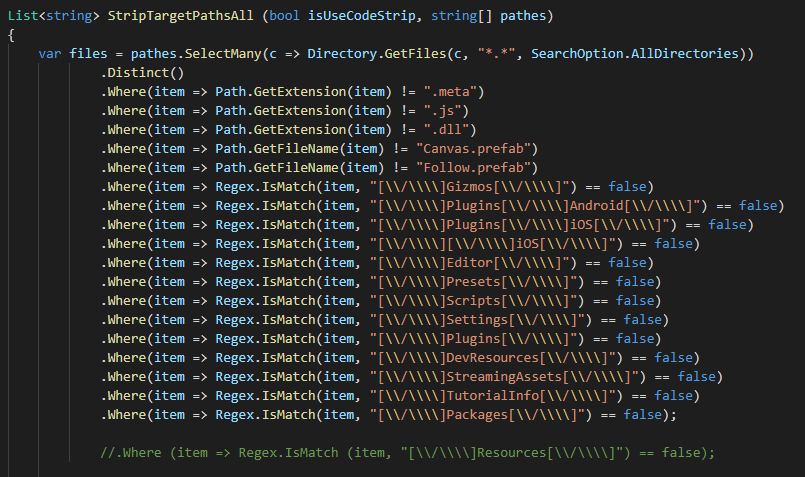 List<string> StripTargetPathsAll (bool isUseCodeStrip, string[] pathes)
{
var files = pathes.SelectMany(c => Directory.GetFiles(c, "*.*", SearchOption.AllDirectories))
.Distinct()
.Where(item => Path.GetExtension(item) != ".meta")
.Where(item => Path.GetExtension(item) != ".js")
.Where(item => Path.GetExtension(item) != ".dll")
.Where(item => Path.GetFileName(item) != "Canvas.prefab")
.Where(item => Path.GetFileName(item) != "Follow.prefab")
.Where(item => Regex.IsMatch(item, "[\\/\\\\]Gizmos[\\/\\\\]") == false)
.Where(item => Regex.IsMatch(item, "[\\/\\\\]Plugins[\\/\\\\]Android[\\/\\\\]") == false)
.Where(item => Regex.IsMatch(item, "[\\/\\\\]Plugins[\\/\\\\]iOS[\\/\\\\]") == false)
.Where(item => Regex.IsMatch(item, "[\\/\\\\][\\/\\\\]iOS[\\/\\\\]") == false)
.Where(item => Regex.IsMatch(item, "[\\/\\\\]Editor[\\/\\\\]") == false)
.Where(item => Regex.IsMatch(item, "[\\/\\\\]Presets[\\/\\\\]") == false)
.Where(item => Regex.IsMatch(item, "[\\/\\\\]Scripts[\\/\\\\]") == false)
.Where(item => Regex.IsMatch(item, "[\\/\\\\]Settings[\\/\\\\]") == false)
.Where(item => Regex.IsMatch(item, "[\\/\\\\]Plugins[\\/\\\\]") == false)
.Where(item => Regex.IsMatch(item, "[\\/\\\\]DevResources[\\/\\\\]") == false)
.Where(item => Regex.IsMatch(item, "[\\/\\\\]StreamingAssets[\\/\\\\]") == false)
.Where(item => Regex.IsMatch(item, "[\\/\\\\]TutorialInfo[\\/\\\\]") == false)
.Where(item => Regex.IsMatch(item, "[\\/\\\\]Packages[\\/\\\\]") == false);
//.Where (item => Regex.IsMatch (item, "[\\/\\\\]Resources[\\/\\\\]") == false);